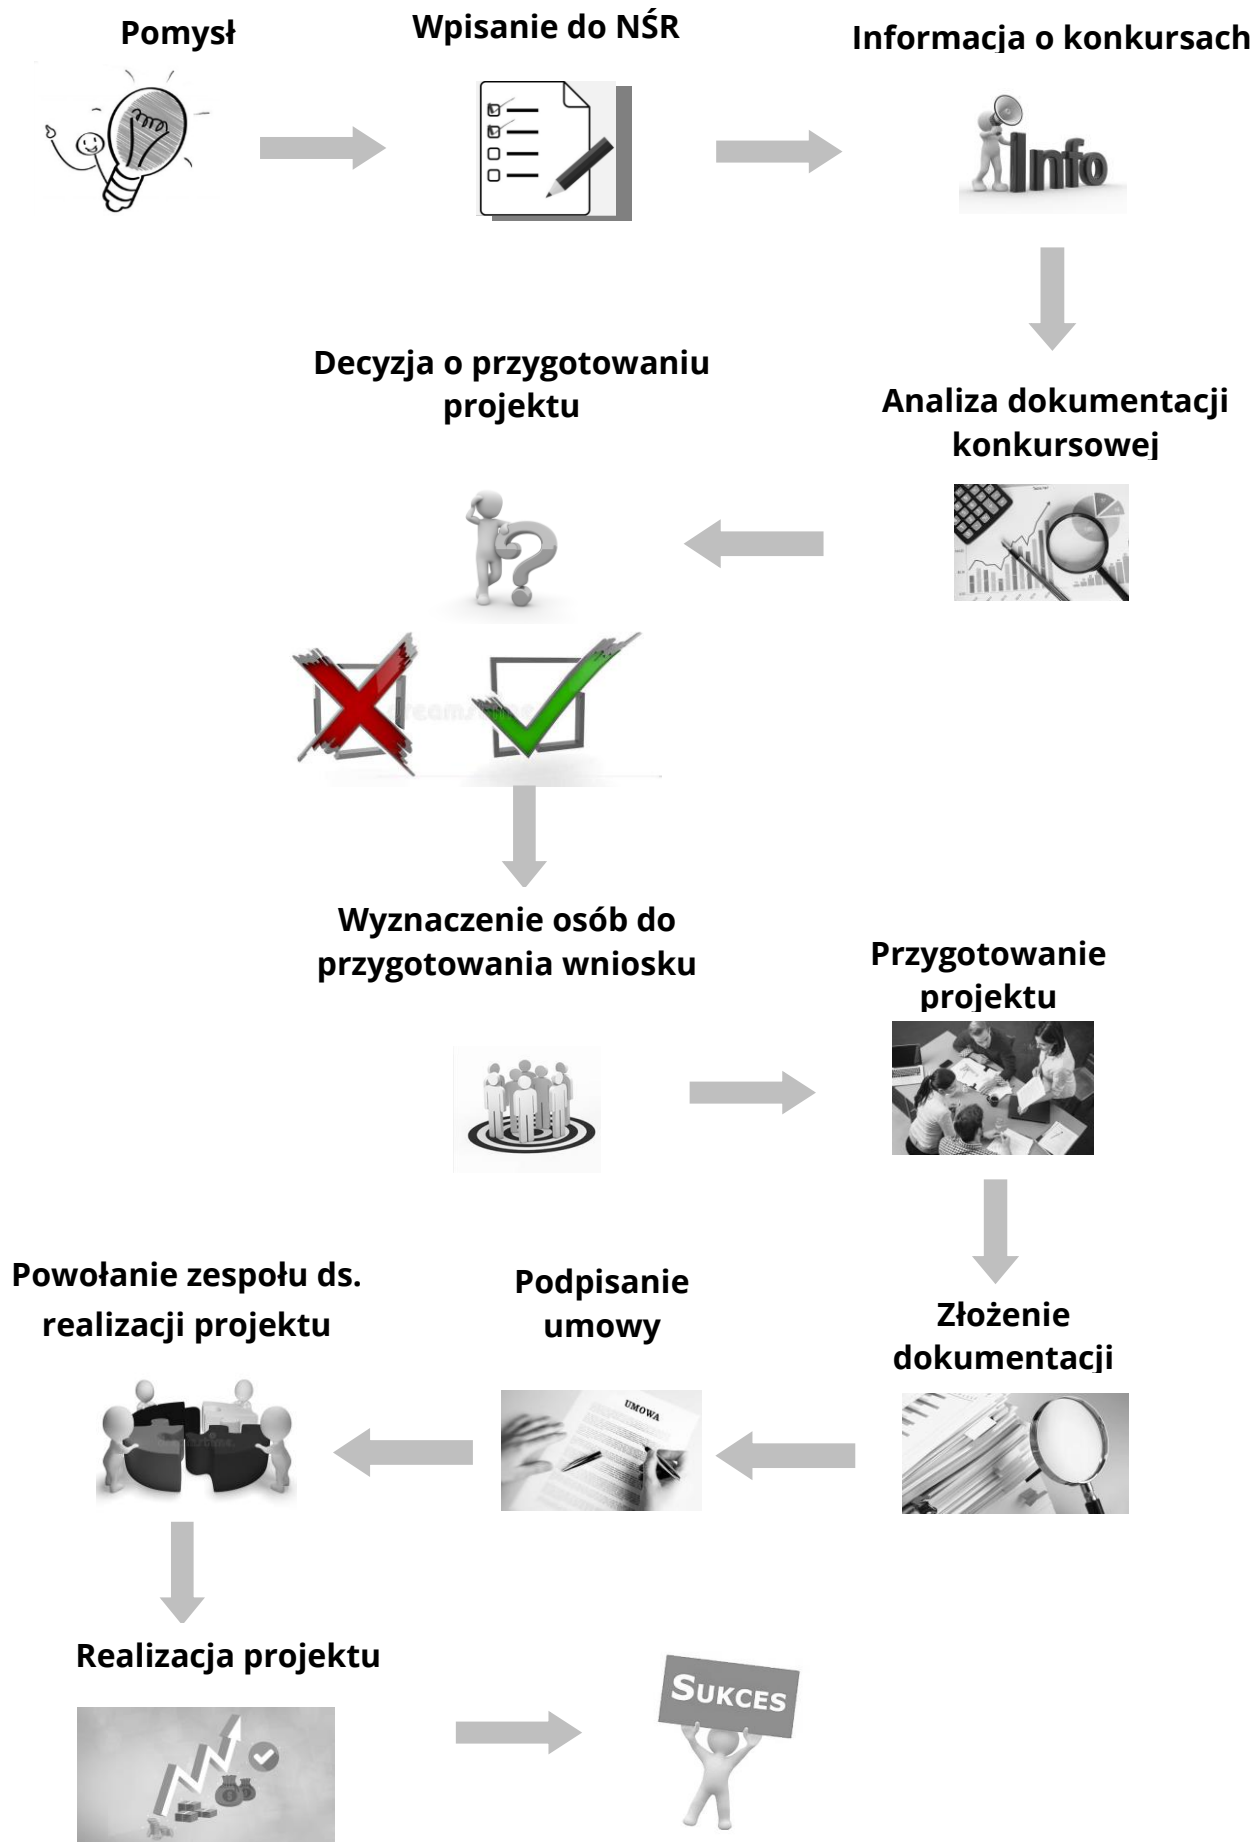 Pomysł
Wpisanie do NŚR
Informacja o konkursach
Info
Decyzja o przygotowaniu
projektu
Analiza dokumentacji
konkursowej
Wyznaczenie osób do
przygotowania wniosku
Przygotowanie
projektu
Powołanie zespołu ds.
realizacji projektu
Podpisanie
umowy
UMOWA
Złożenie
dokumentacji
Realizacja projektu
SUKCES